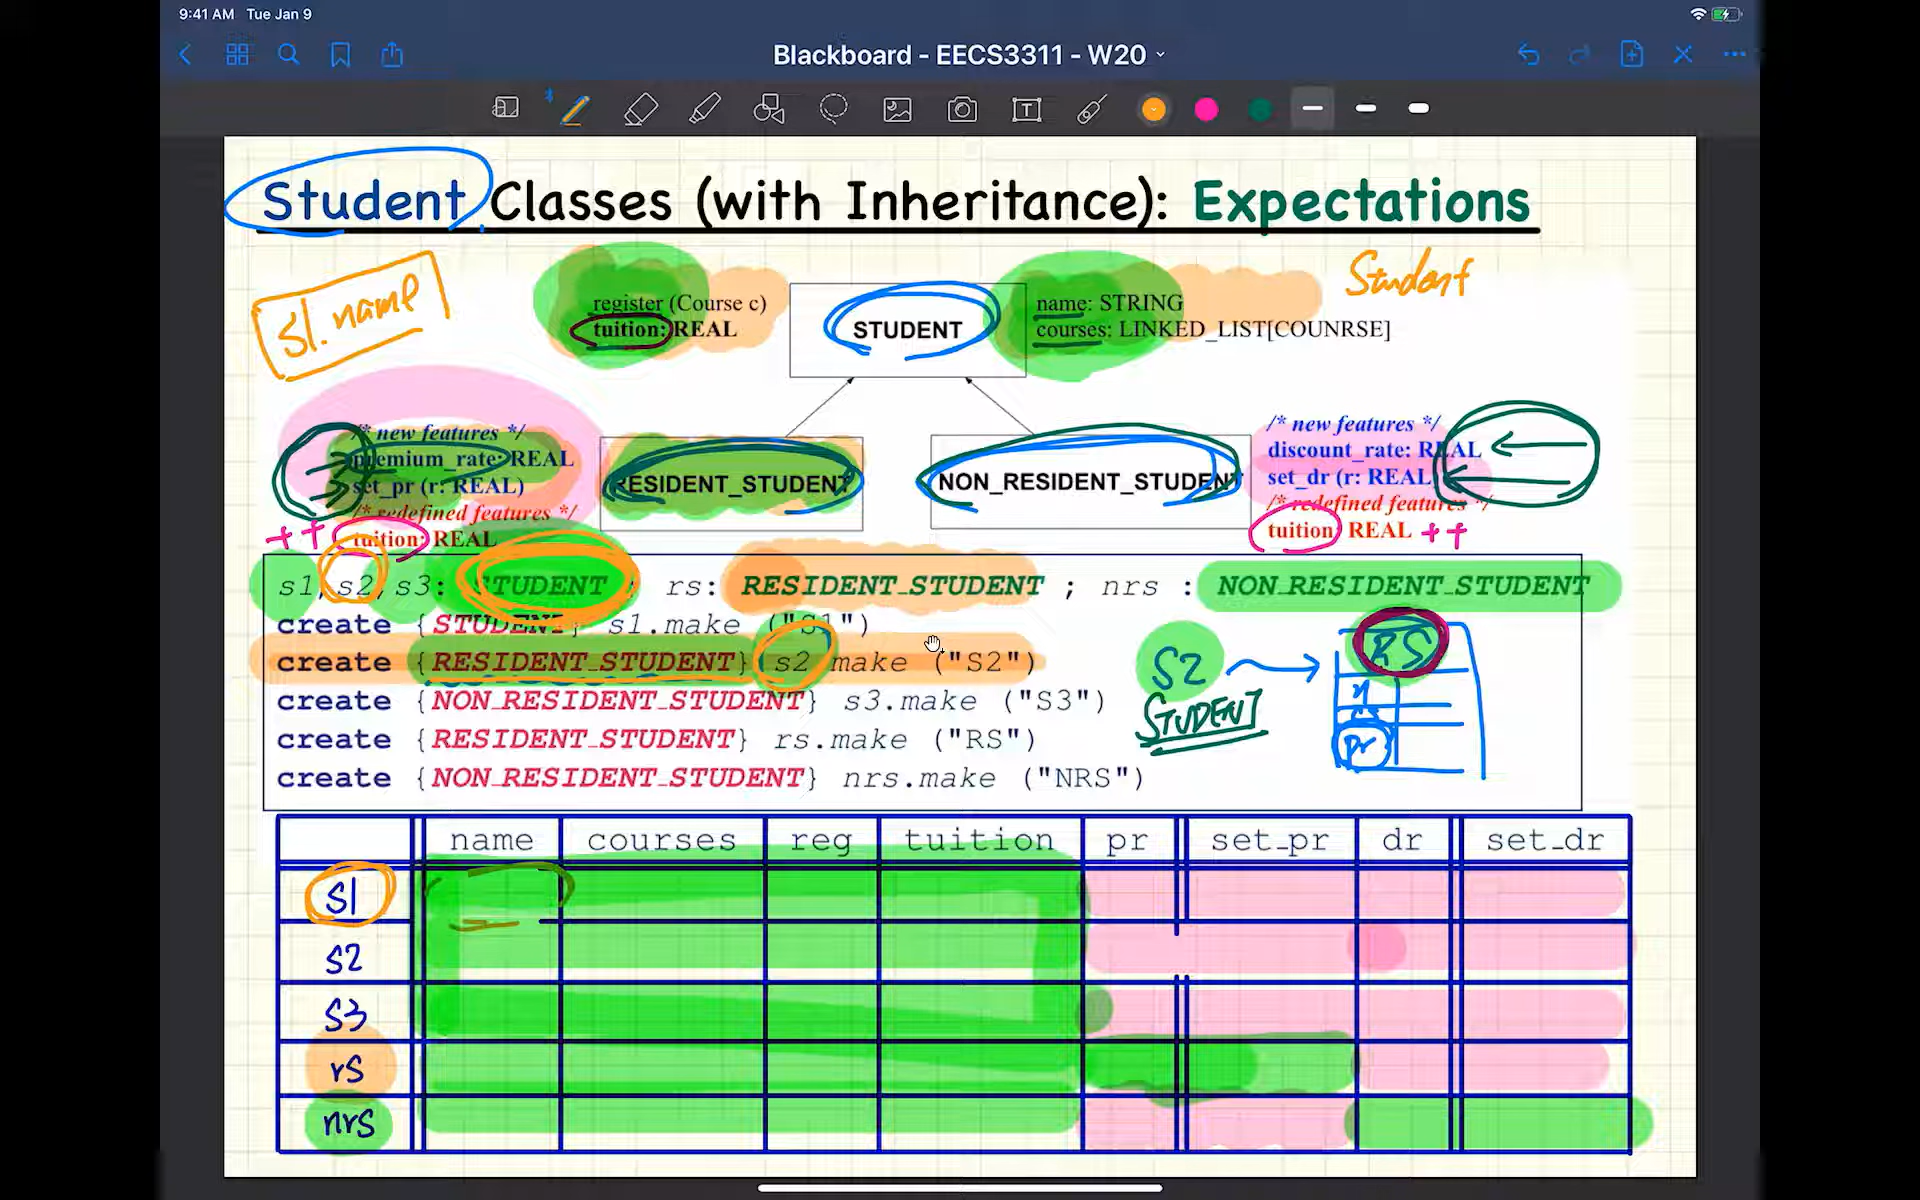 9:41 AM Tue Jan 9
Blackboard - EECS3311 - W20
Student Classes (with Inheritance): Expectations
s1.name
register (Course c)
tuition: REAL
STUDENT
name: STRING
courses: LINKED_LIST[COUNRSE]
Student
/* new features */
premium_rate: REAL
set_pr (r: REAL)
/* redefined features */
++ tuition: REAL
RESIDENT_STUDENT
NON_RESIDENT_STUDENT
/* new features */
discount_rate: REAL
set_dr (r: REAL)
/* redefined features */
tuition: REAL ++
s1, s2, s3: STUDENT ; rs: RESIDENT_STUDENT ; nrs : NON_RESIDENT_STUDENT
create {STUDENT} s1.make ("S1")
create {RESIDENT_STUDENT} s2.make ("S2")
create {NON_RESIDENT_STUDENT} s3.make ("S3")
create {RESIDENT_STUDENT} rs.make ("RS")
create {NON_RESIDENT_STUDENT} nrs.make ("NRS")
S2
STUDENT
RS
n
pr
name courses reg tuition pr set_pr dr set_dr
s1
s2
s3
rs
nrs